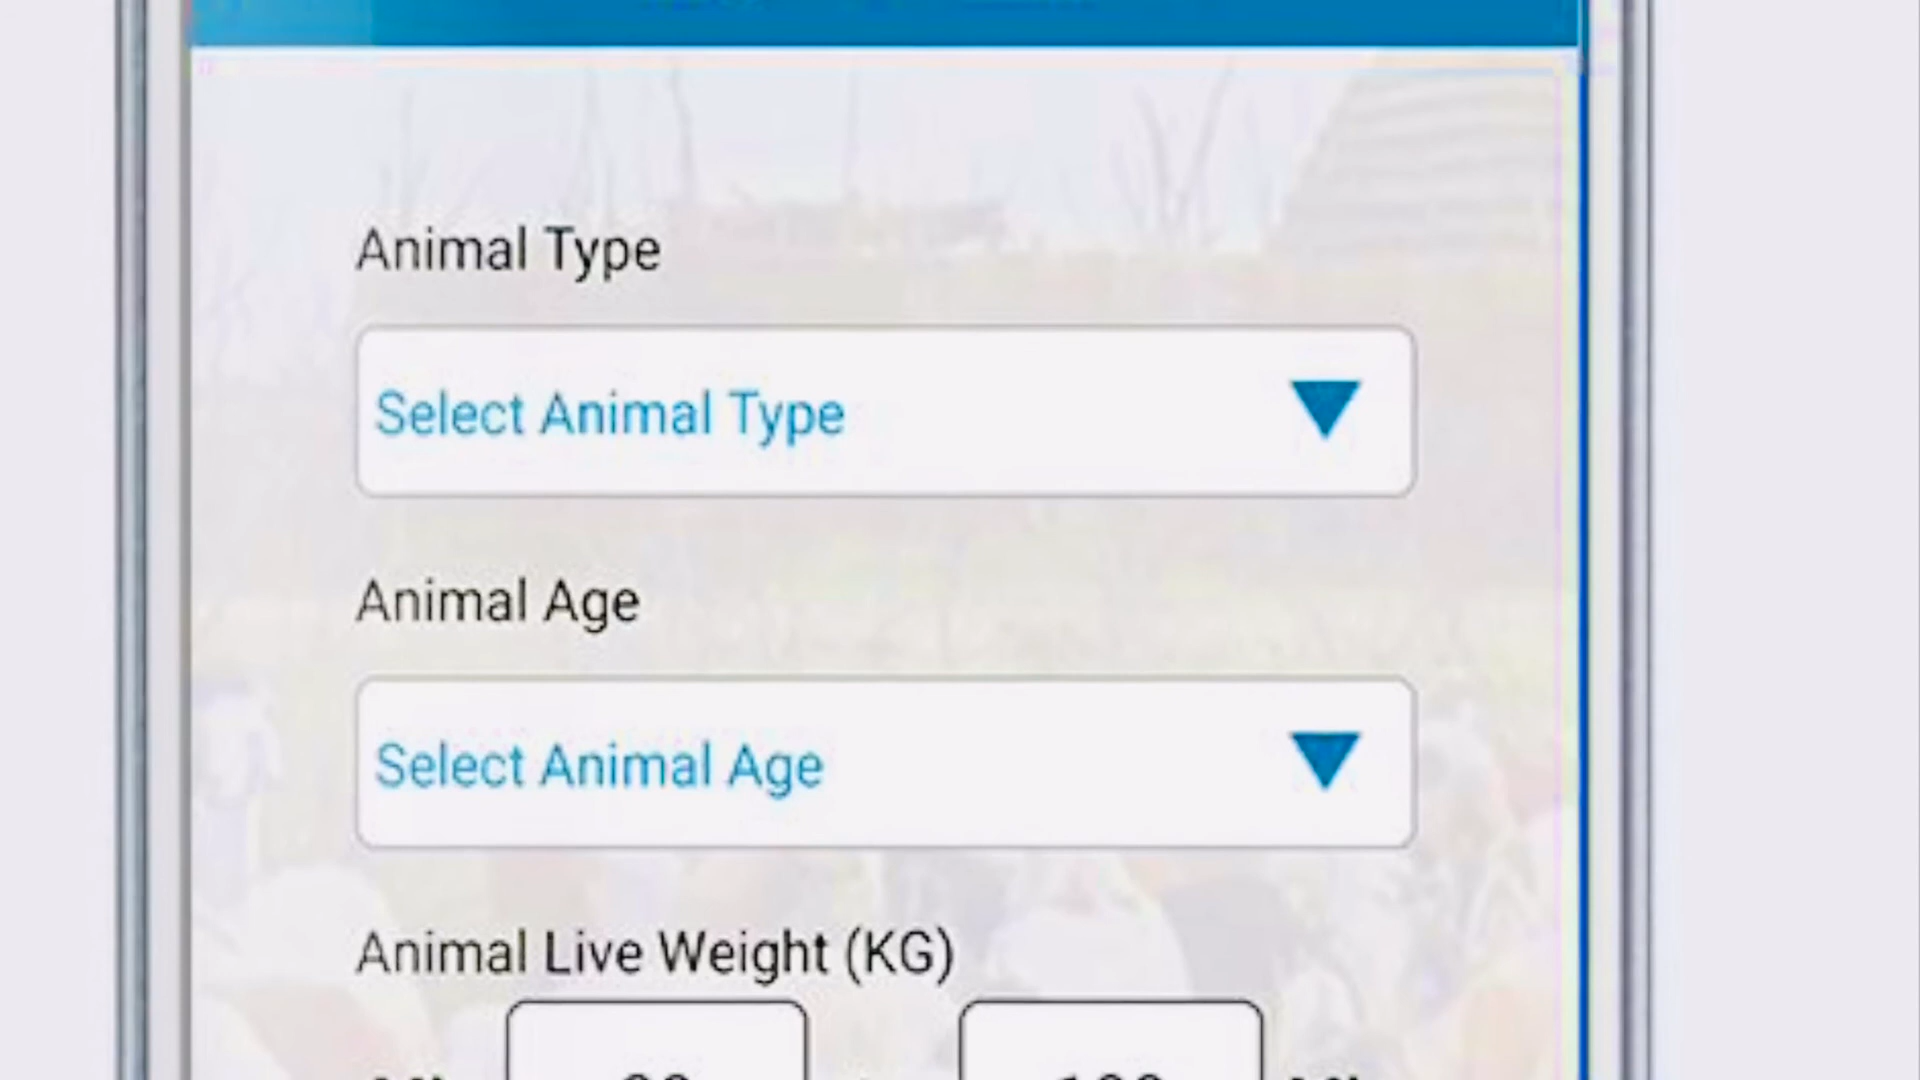 Animal Type
Select Animal Type
Animal Age
Select Animal Age
Animal Live Weight (KG)